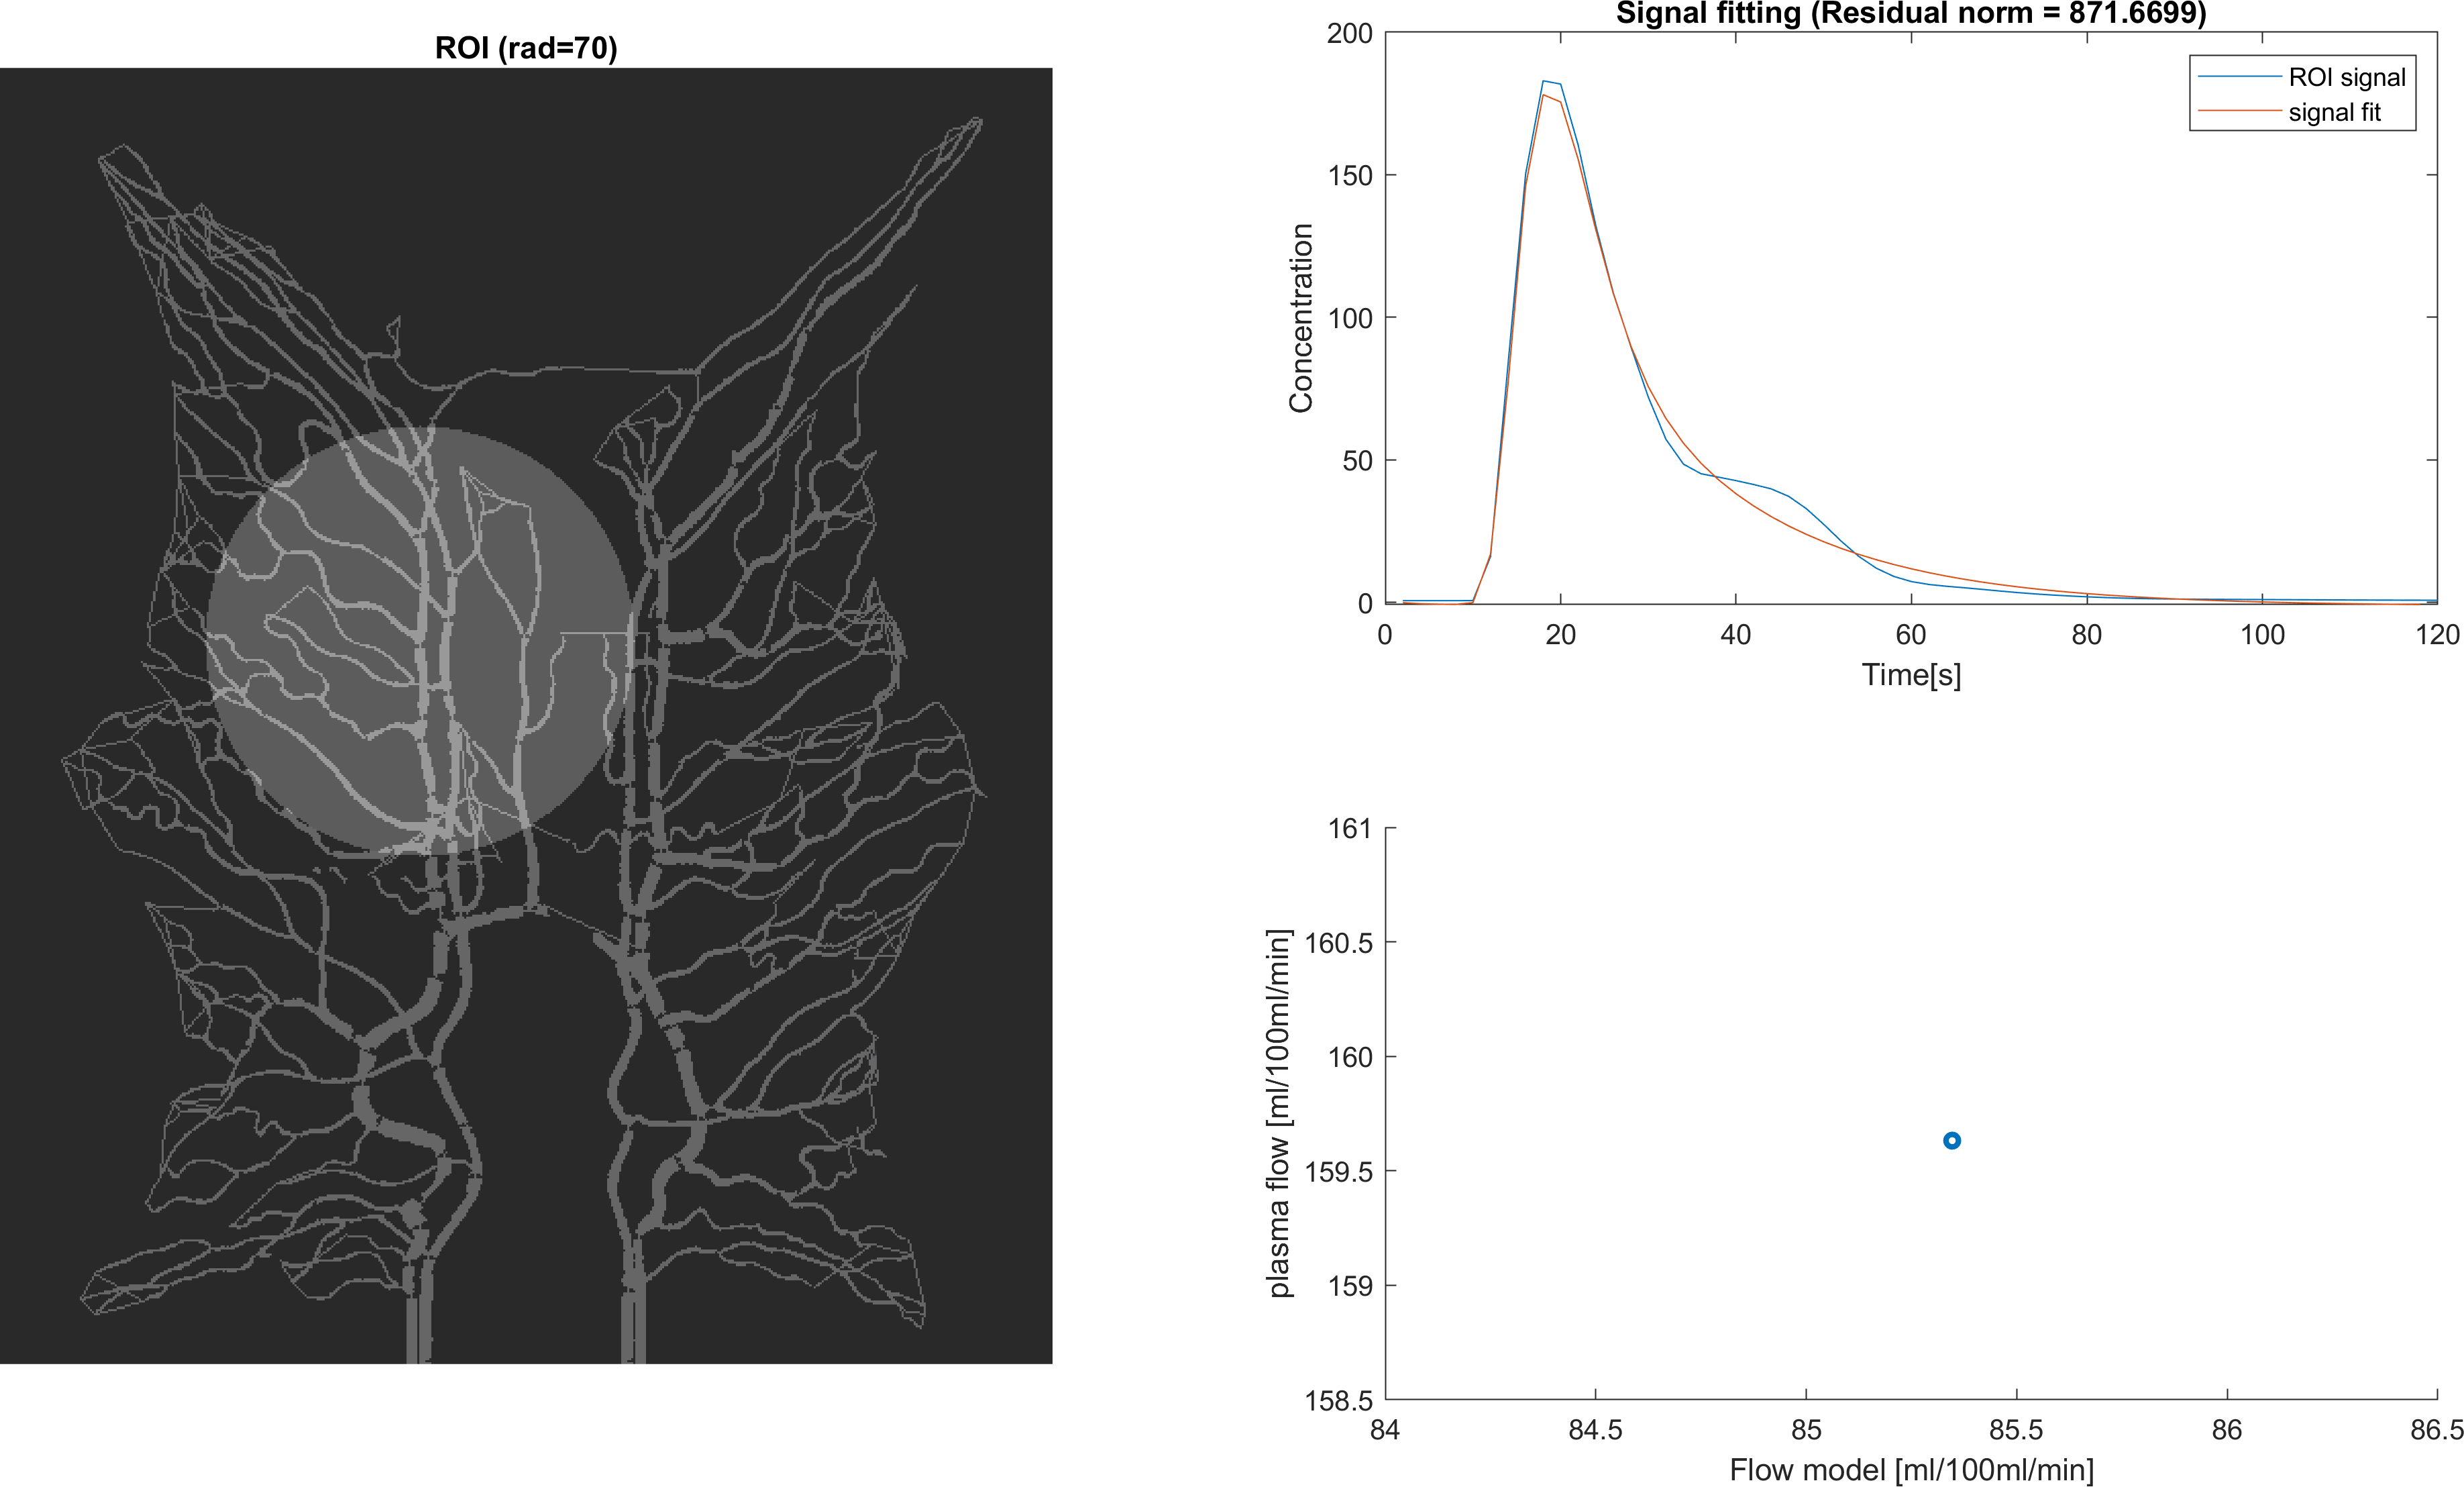 ROI (rad=70)
Signal fitting (Residual norm = 871.6699)
200
150
100
50
0
Concentration
ROI signal
signal fit
0 20 40 60 80 100 120
Time[s]
161
160.5
160
159.5
159
158.5
plasma flow [ml/100ml/min]
84 84.5 85 85.5 86 86.5
Flow model [ml/100ml/min]